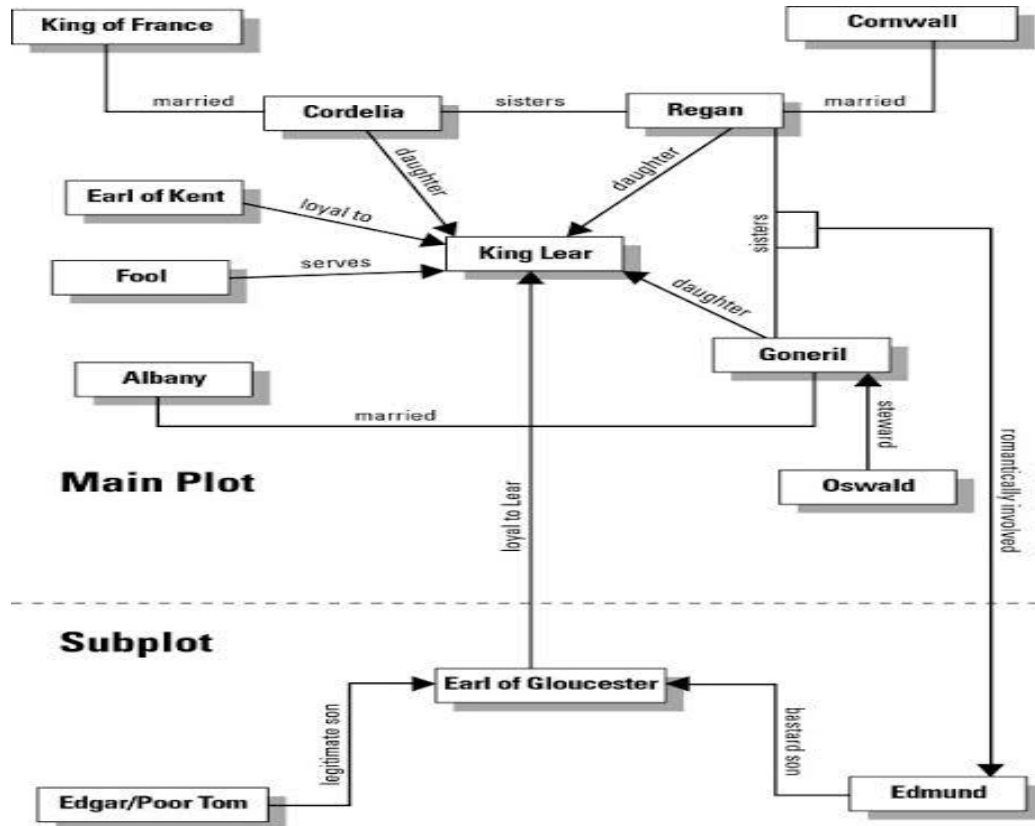 King of France
Cornwall
married
Cordelia
sisters
Regan
married
daughter
daughter
Earl of Kent
loyal to
King Lear
sisters
Fool
serves
daughter
Goneril
Albany
married
steward
Oswald
romantically involved
Main Plot
loyal to Lear
Subplot
Earl of Gloucester
legitimate son
bastard son
Edgar/Poor Tom
Edmund